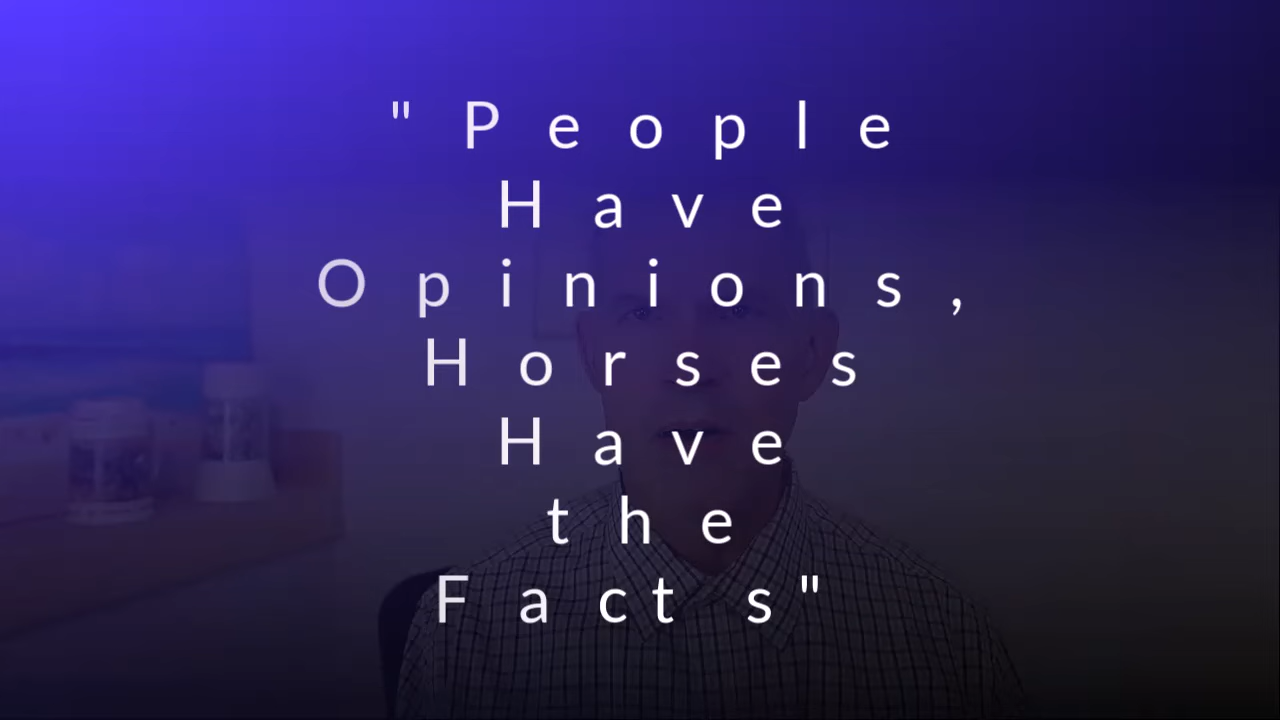 "People
Have
Opinions,
Horses
Have
the
Facts"